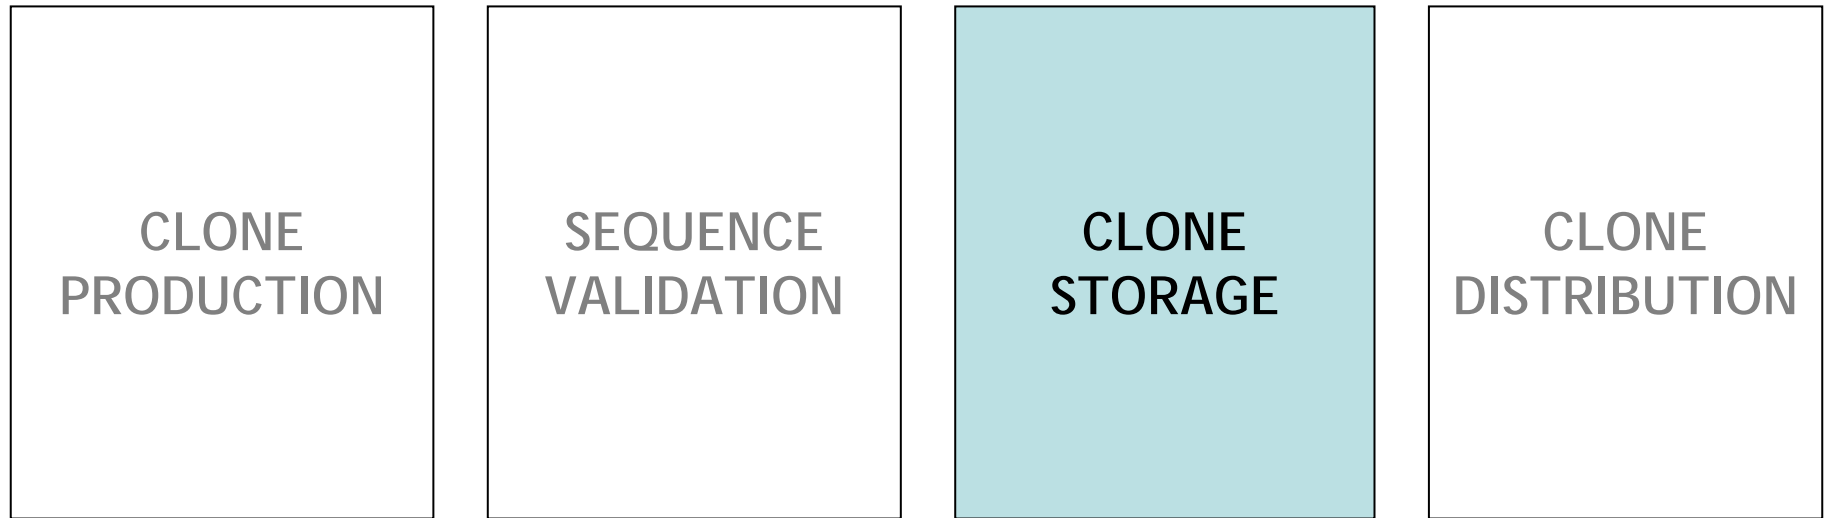 CLONE
PRODUCTION
SEQUENCE
VALIDATION
CLONE
STORAGE
CLONE
DISTRIBUTION